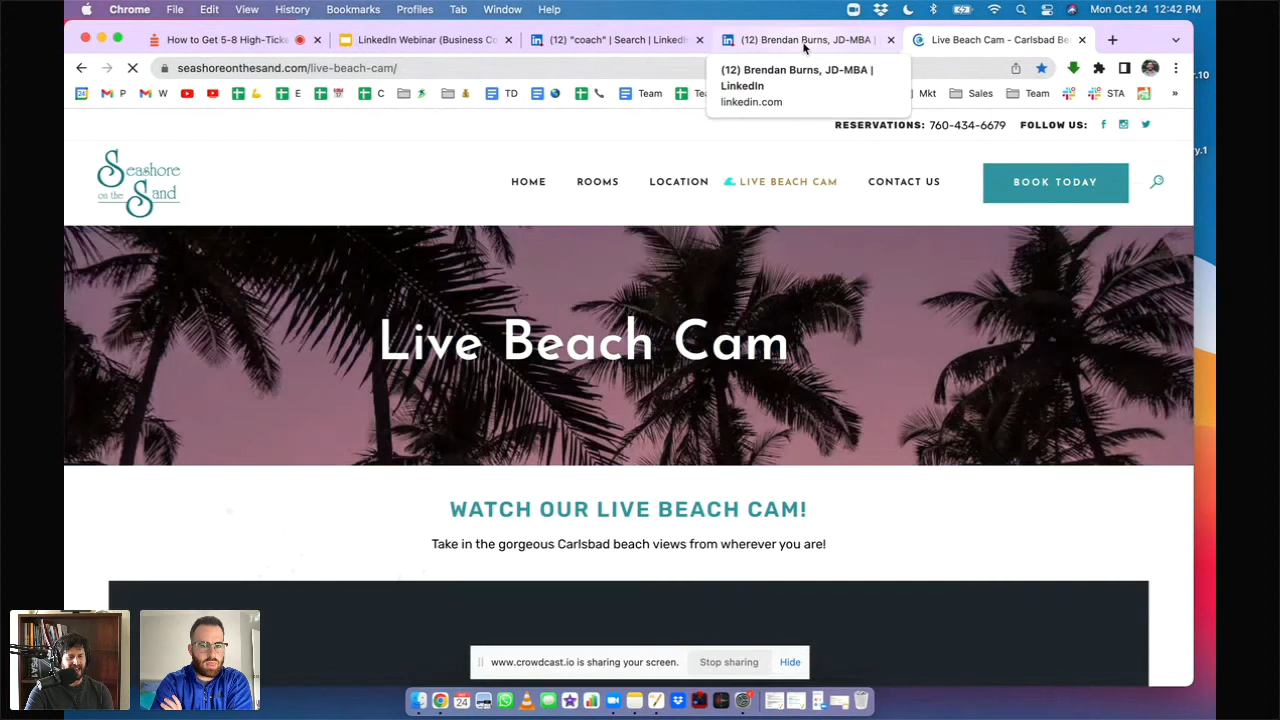 Chrome File Edit View History Bookmarks Profiles Tab Window Help Mon Oct 24 12:42 PM
How to Get 5-8 High-Ticke LinkedIn Webinar (Business Co (12) "coach" | Search | LinkedIn (12) Brendan Burns, JD-MBA | Live Beach Cam - Carlsbad Be
seashoreonthesand.com/live-beach-cam/
(12) Brendan Burns, JD-MBA |
LinkedIn
linkedin.com
M P M W E C TD Team Mkt Sales Team STA »
RESERVATIONS: 760-434-6679 FOLLOW US:
Seashore
on the
Sand
HOME ROOMS LOCATION LIVE BEACH CAM CONTACT US BOOK TODAY
Live Beach Cam
WATCH OUR LIVE BEACH CAM!
Take in the gorgeous Carlsbad beach views from wherever you are!
www.crowdcast.io is sharing your screen. Stop sharing Hide